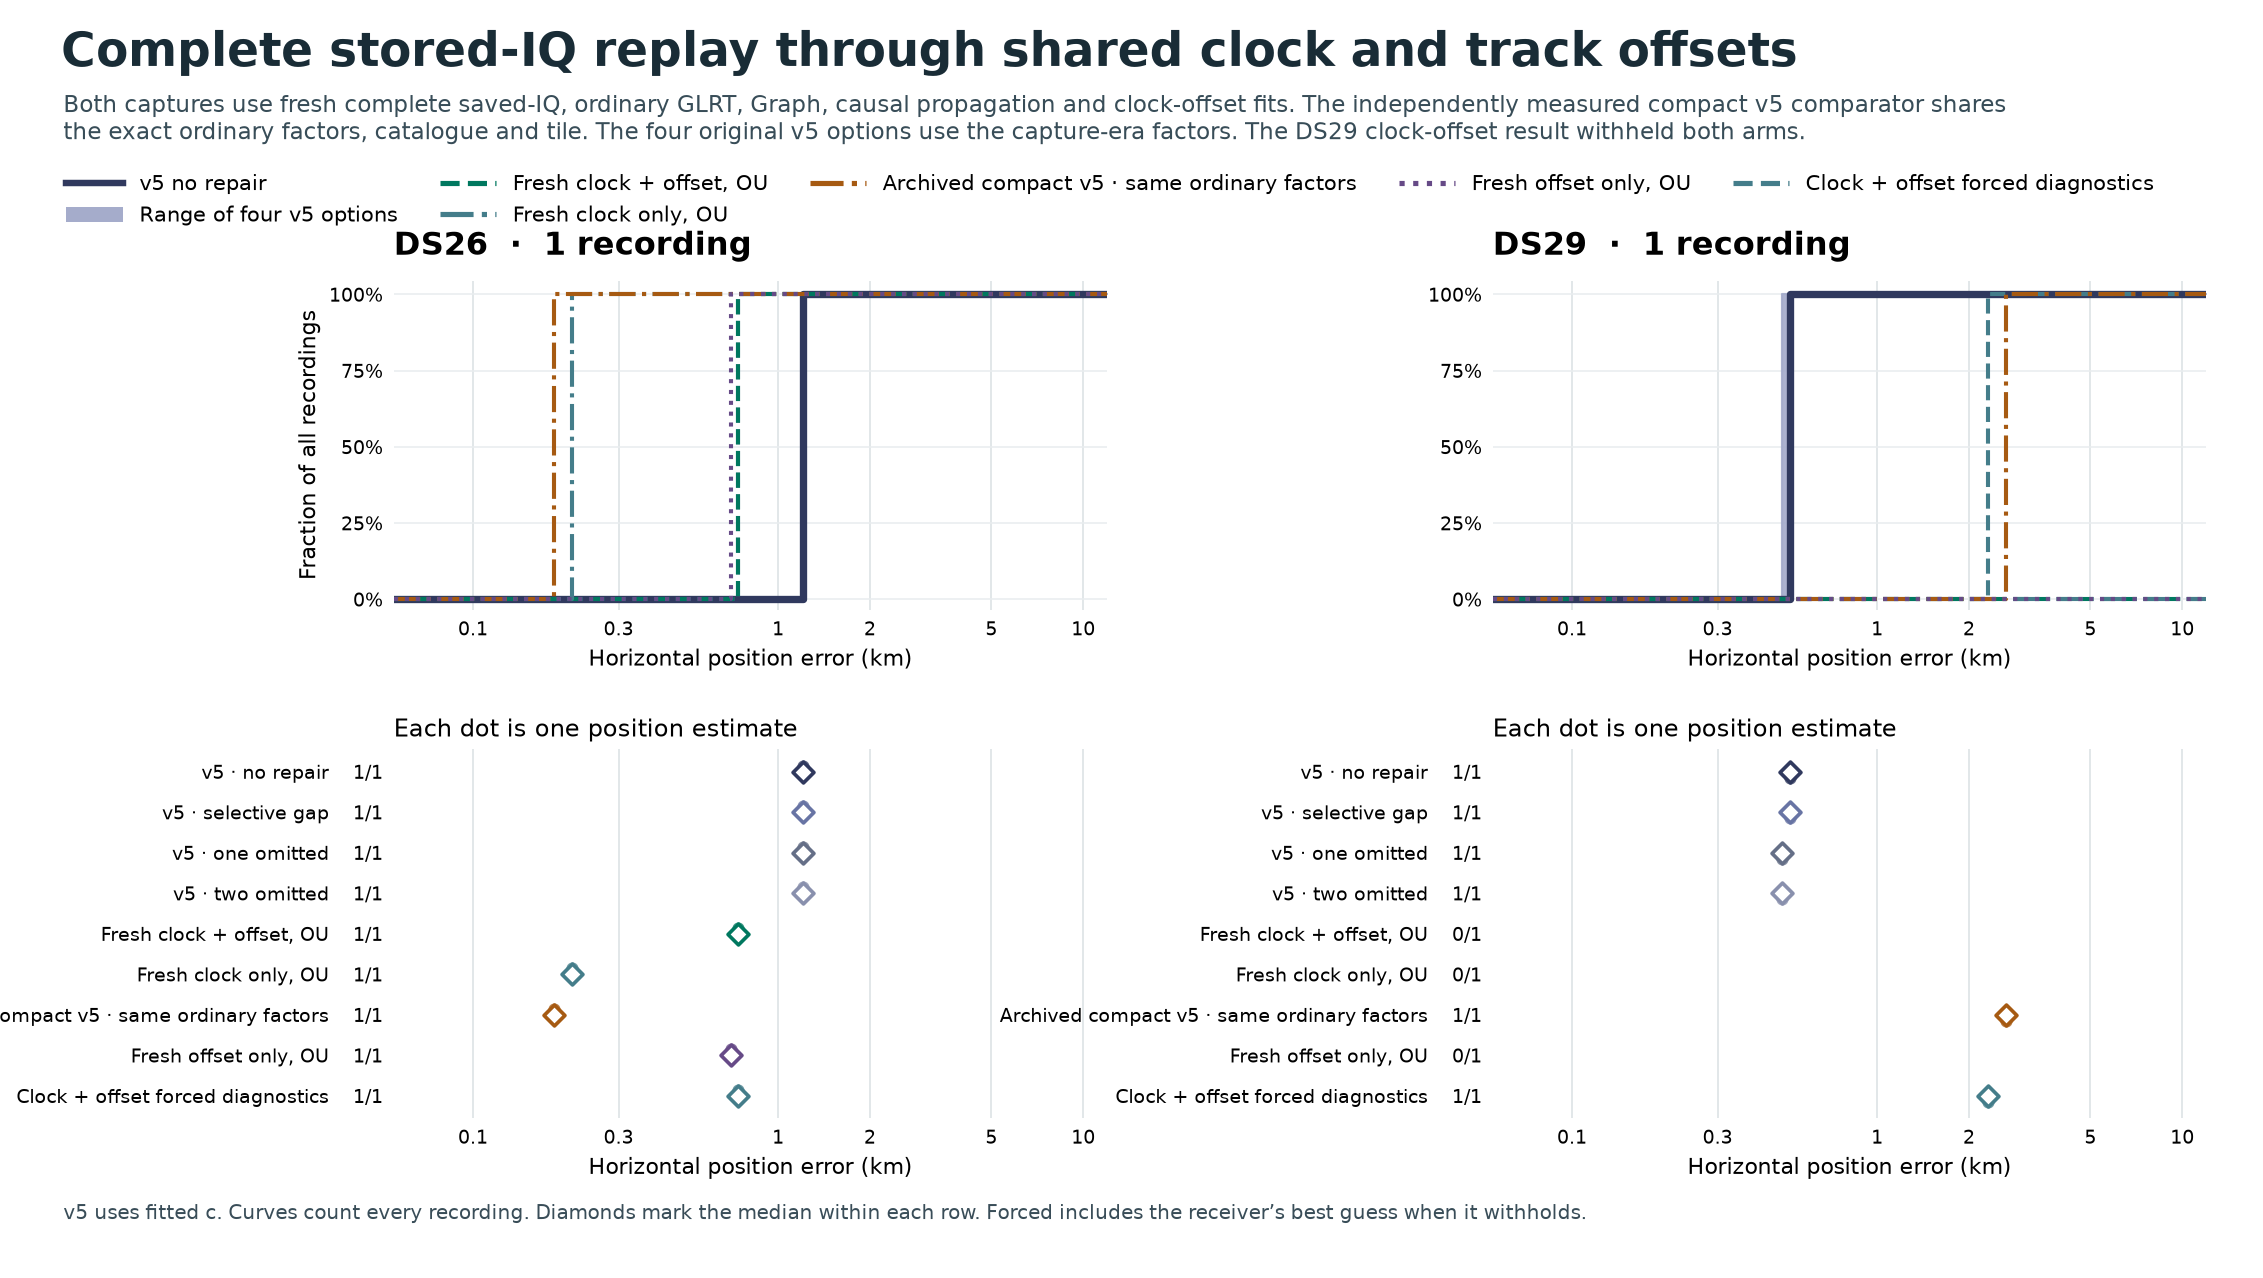 Complete stored-IQ replay through shared clock and track offsets
Both captures use fresh complete saved-IQ, ordinary GLRT, Graph, causal propagation and clock-offset fits. The independently measured compact v5 comparator shares
the exact ordinary factors, catalogue and tile. The four original v5 options use the capture-era factors. The DS29 clock-offset result withheld both arms.
v5 no repair
Range of four v5 options
Fresh clock + offset, OU
Fresh clock only, OU
Archived compact v5 · same ordinary factors
Fresh offset only, OU
Clock + offset forced diagnostics
DS26 · 1 recording
Fraction of all recordings
100%
75%
50%
25%
0%
0.1 0.3 1 2 5 10
Horizontal position error (km)
DS29 · 1 recording
100%
75%
50%
25%
0%
0.1 0.3 1 2 5 10
Horizontal position error (km)
Each dot is one position estimate
v5 · no repair 1/1
v5 · selective gap 1/1
v5 · one omitted 1/1
v5 · two omitted 1/1
Fresh clock + offset, OU 1/1
Fresh clock only, OU 1/1
ompact v5 · same ordinary factors 1/1
Fresh offset only, OU 1/1
Clock + offset forced diagnostics 1/1
0.1 0.3 1 2 5 10
Horizontal position error (km)
Each dot is one position estimate
v5 · no repair 1/1
v5 · selective gap 1/1
v5 · one omitted 1/1
v5 · two omitted 1/1
Fresh clock + offset, OU 0/1
Fresh clock only, OU 0/1
Archived compact v5 · same ordinary factors 1/1
Fresh offset only, OU 0/1
Clock + offset forced diagnostics 1/1
0.1 0.3 1 2 5 10
Horizontal position error (km)
v5 uses fitted c. Curves count every recording. Diamonds mark the median within each row. Forced includes the receiver’s best guess when it withholds.